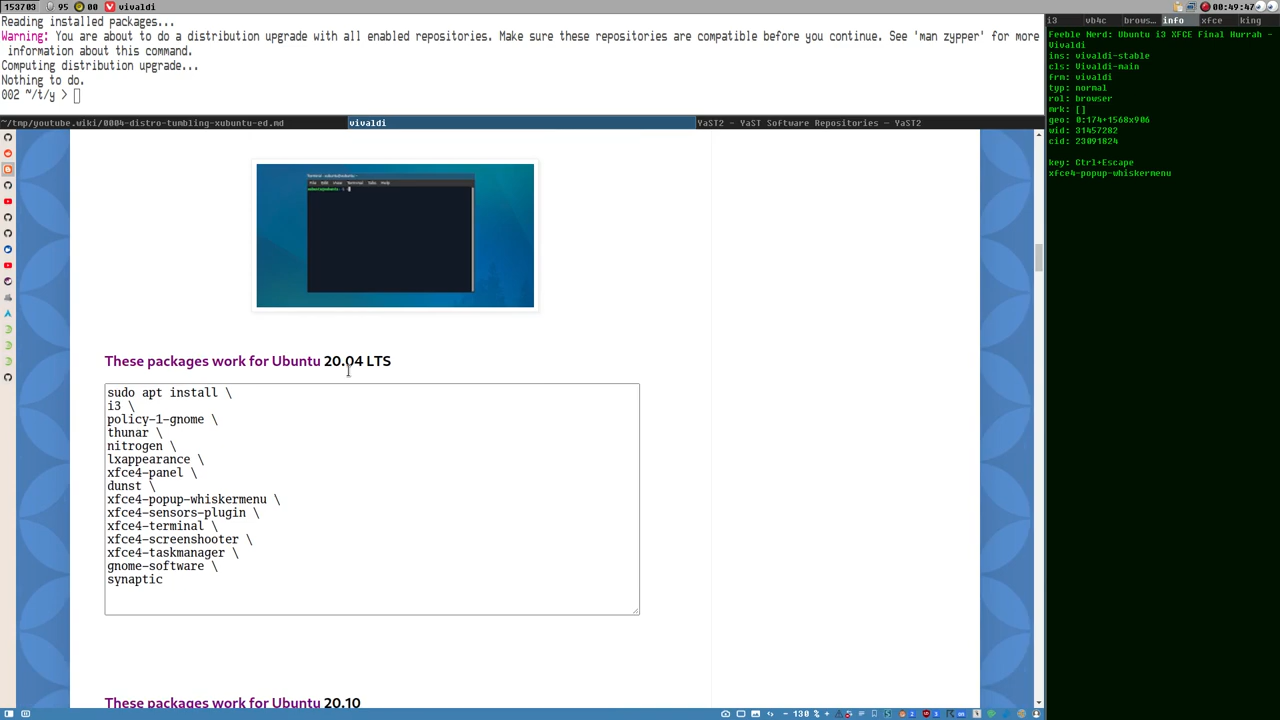 153703 95 00 vivaldi 00:49:47
Reading installed packages...
Warning: You are about to do a distribution upgrade with all enabled repositories. Make sure these repositories are compatible before you continue. See 'man zypper' for more
information about this command.
Computing distribution upgrade...
Nothing to do.
002 ~/t/y >
~/tmp/youtube.wiki/0004-distro-tumbling-xubuntu-ed.md
vivaldi
YaST2 - YaST Software Repositories - YaST2
These packages work for Ubuntu 20.04 LTS
sudo apt install \
i3 \
policy-1-gnome \
thunar \
nitrogen \
lxappearance \
xfce4-panel \
dunst \
xfce4-popup-whiskermenu \
xfce4-sensors-plugin \
xfce4-terminal \
xfce4-screenshooter \
xfce4-taskmanager \
gnome-software \
synaptic
These packages work for Ubuntu 20.10
130 %
i3 vb4c brows… info xfce king
Feeble Nerd: Ubuntu i3 XFCE Final Hurrah -
Vivaldi
ins: vivaldi-stable
cls: Vivaldi-main
frm: vivaldi
typ: normal
rol: browser
mrk: []
geo: 0:174+1568x906
wid: 31457282
cid: 23091824
key: Ctrl+Escape
xfce4-popup-whiskermenu